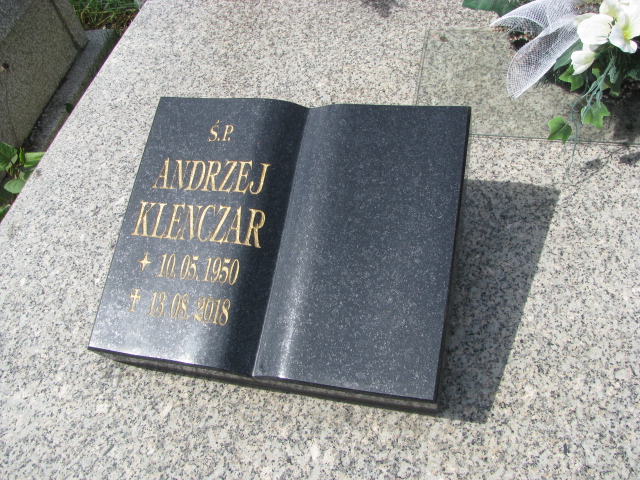 Ś.P.
ANDRZEJ
KLENCZAR
10.05.1950
✝ 13.08.2018